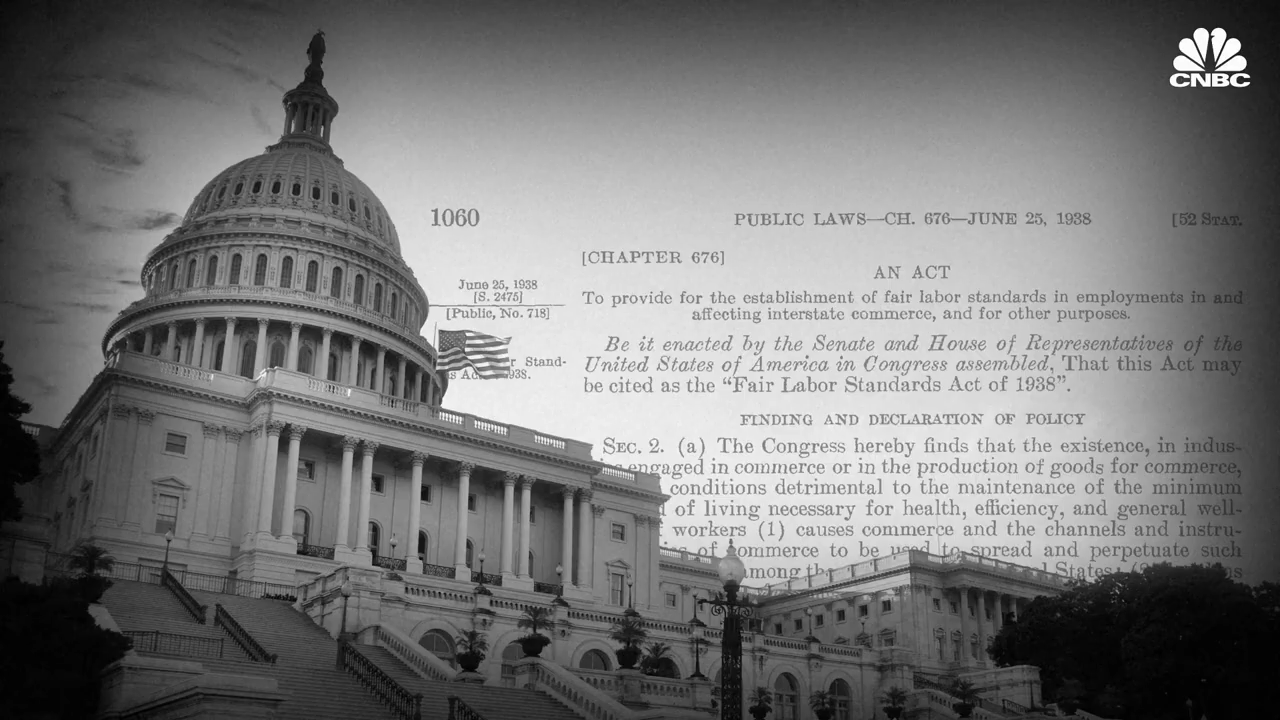 CNBC
1060
PUBLIC LAWS—CH. 676—JUNE 25, 1938
[52 STAT.
[CHAPTER 676]
AN ACT
June 25, 1938
[S. 2475]
[Public, No. 718]
To provide for the establishment of fair labor standards in employments in and
affecting interstate commerce, and for other purposes.
Stand-
1938.
Be it enacted by the Senate and House of Representatives of the
United States of America in Congress assembled, That this Act may
be cited as the “Fair Labor Standards Act of 1938”.
FINDING AND DECLARATION OF POLICY
SEC. 2. (a) The Congress hereby finds that the existence, in indus-
engaged in commerce or in the production of goods for commerce,
conditions detrimental to the maintenance of the minimum
of living necessary for health, efficiency, and general well-
workers (1) causes commerce and the channels and instru-
of commerce to be to spread and perpetuate such
among